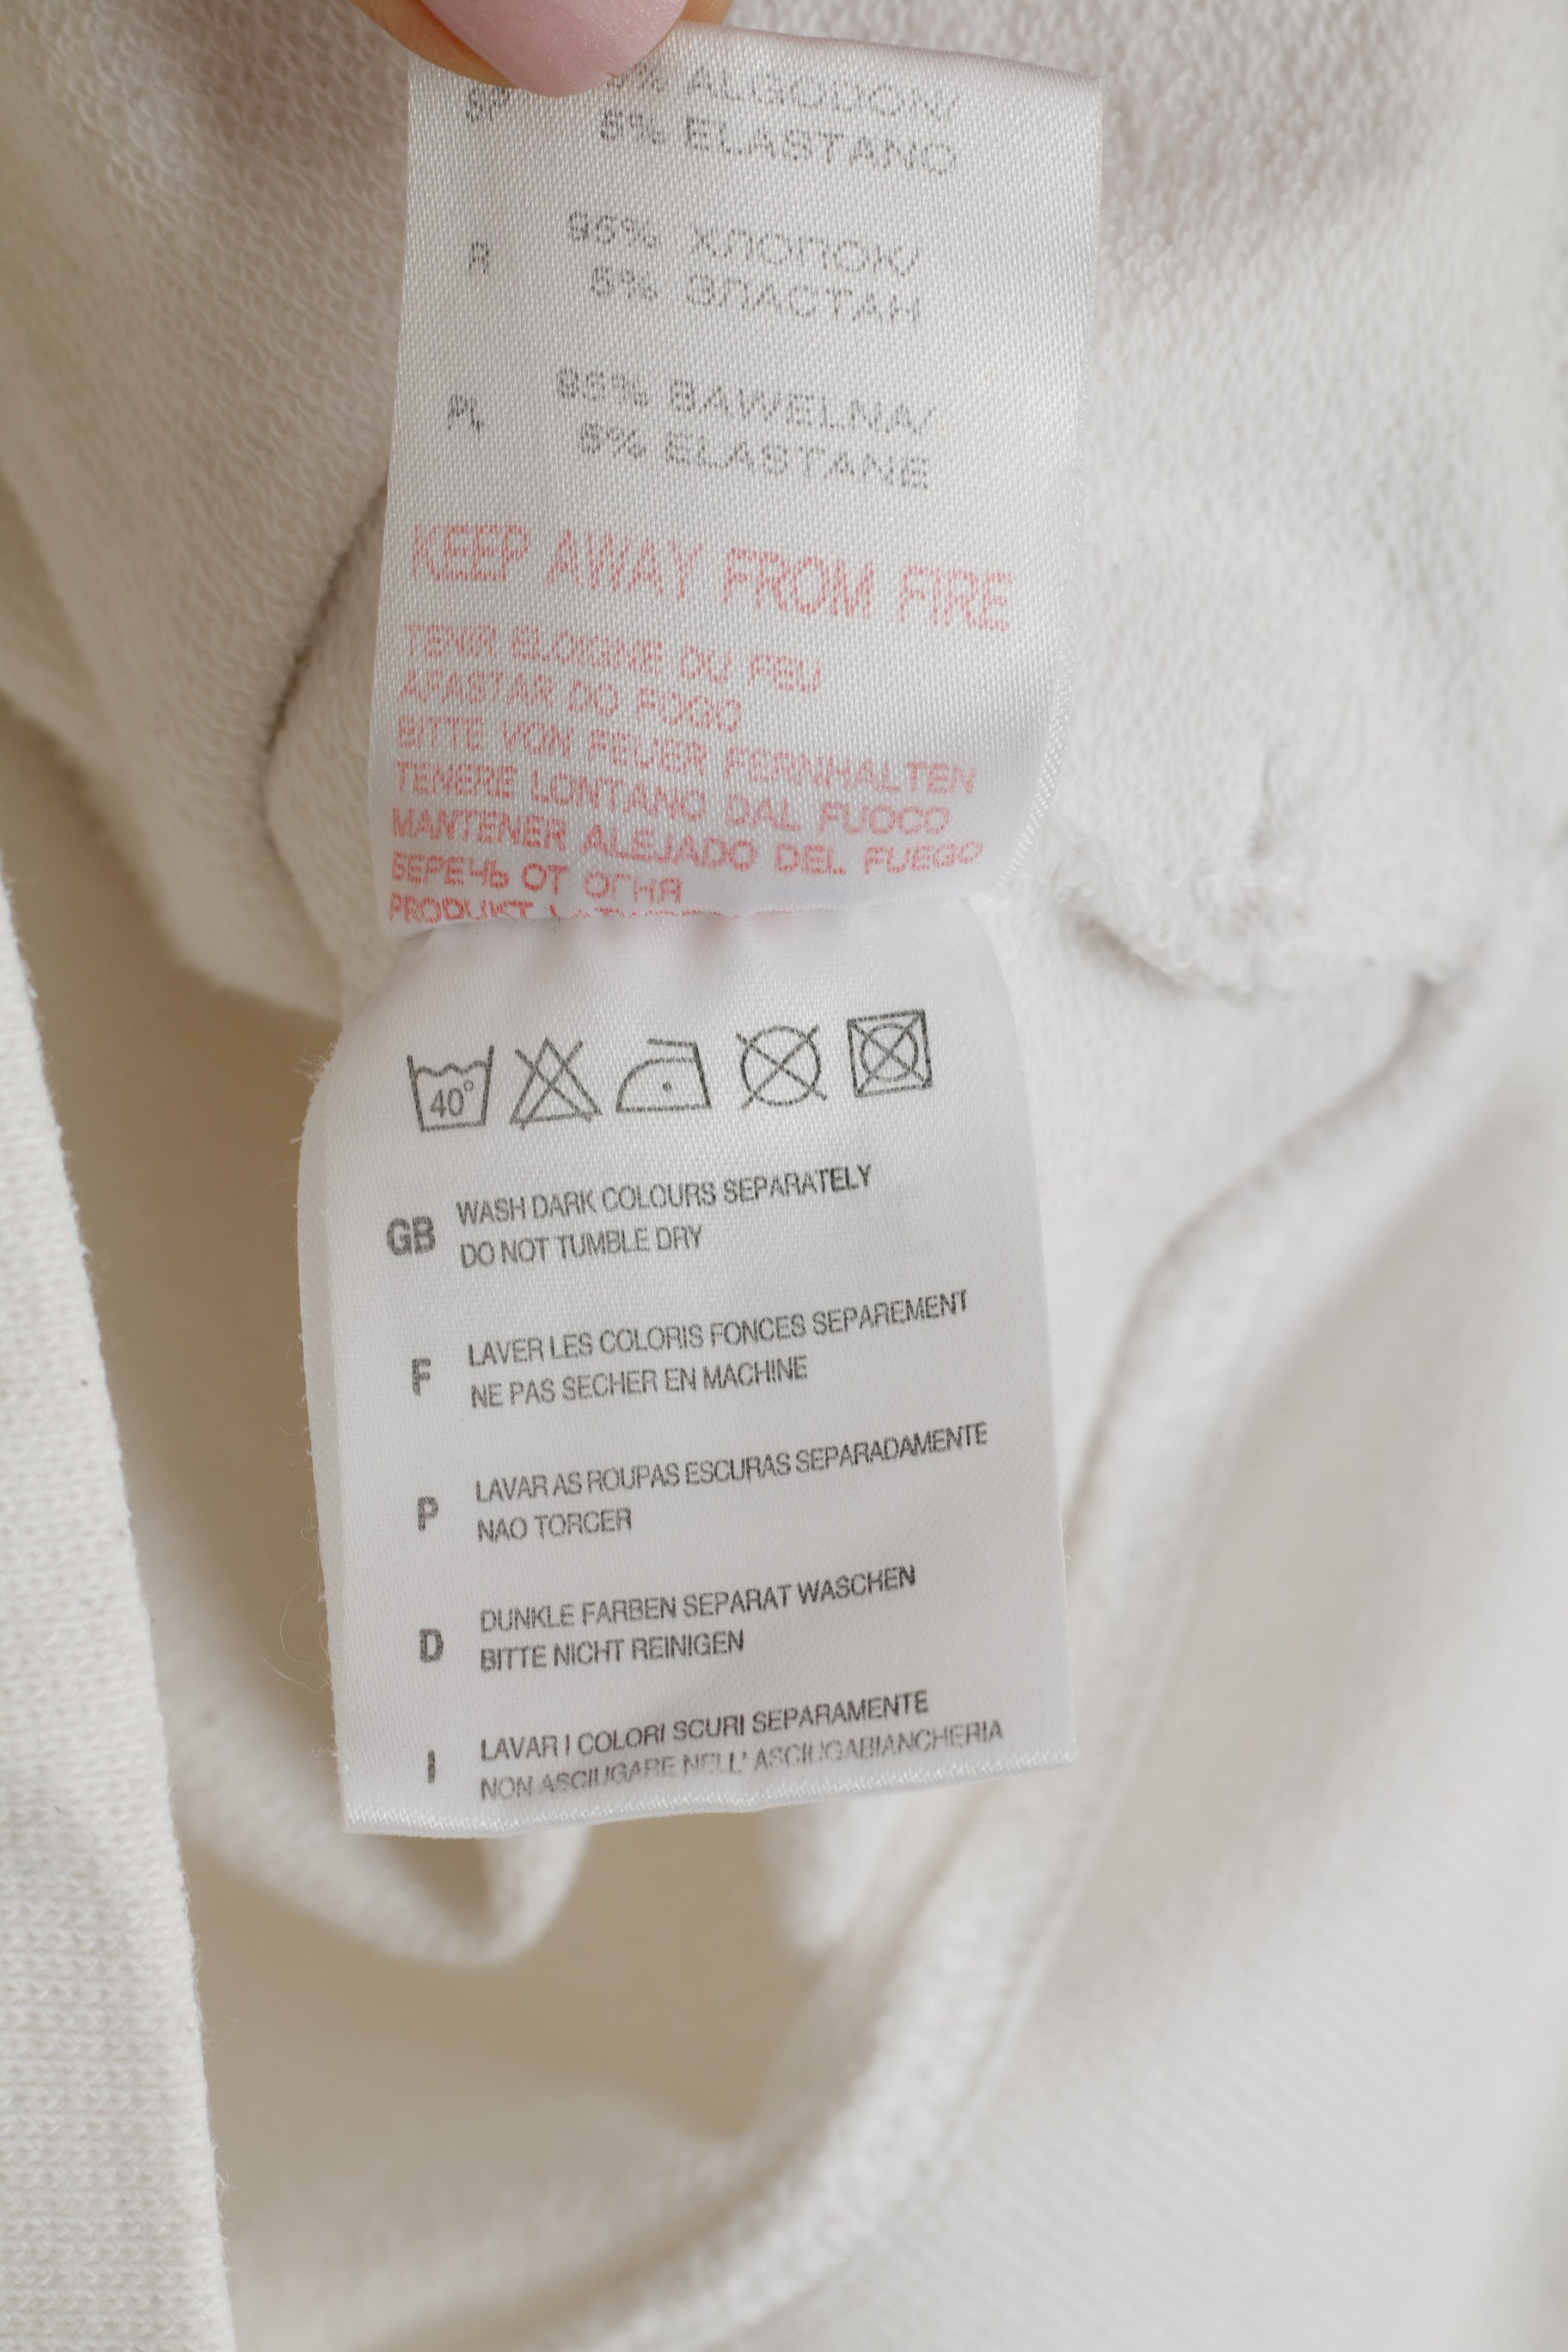 SP % ALGODON/
5% ELASTANO
R 95% ХЛОПОК/
5% ЭЛАСТАН
PL 95% BAWELNA/
5% ELASTANE
KEEP AWAY FROM FIRE
TENIR ELOIGNE DU FEU
AFASTAR DO FOGO
BITTE VON FEUER FERNHALTEN
TENERE LONTANO DAL FUOCO
MANTENER ALEJADO DEL FUEGO
БЕРЕЧЬ ОТ ОГНЯ
PRODUKT
40°
GB WASH DARK COLOURS SEPARATELY
DO NOT TUMBLE DRY
F LAVER LES COLORIS FONCES SEPAREMENT
NE PAS SECHER EN MACHINE
P LAVAR AS ROUPAS ESCURAS SEPARADAMENTE
NAO TORCER
D DUNKLE FARBEN SEPARAT WASCHEN
BITTE NICHT REINIGEN
I LAVAR I COLORI SCURI SEPARAMENTE
NON ASCIUGARE NELL' ASCIUGABIANCHERIA